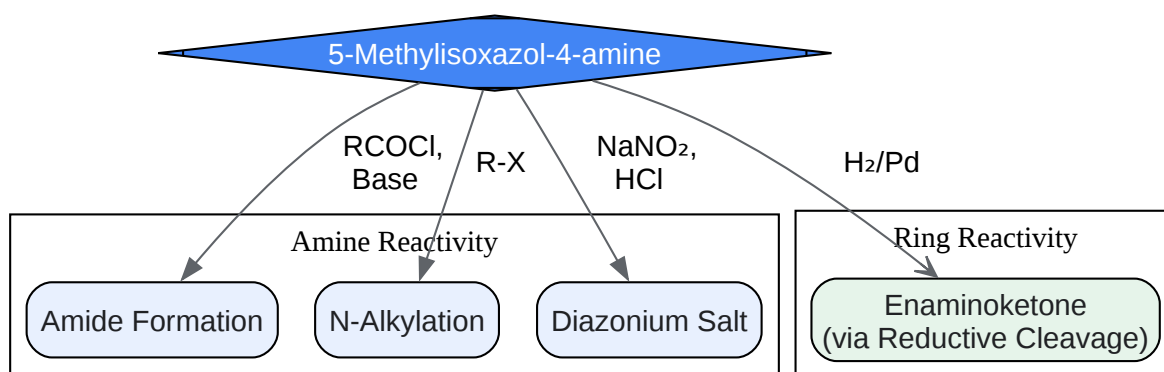 5-Methylisoxazol-4-amine
RCOCl,
Base
R-X
NaNO₂,
HCl
H₂/Pd
Amine Reactivity
Ring Reactivity
Amide Formation
N-Alkylation
Diazonium Salt
Enaminoketone
(via Reductive Cleavage)